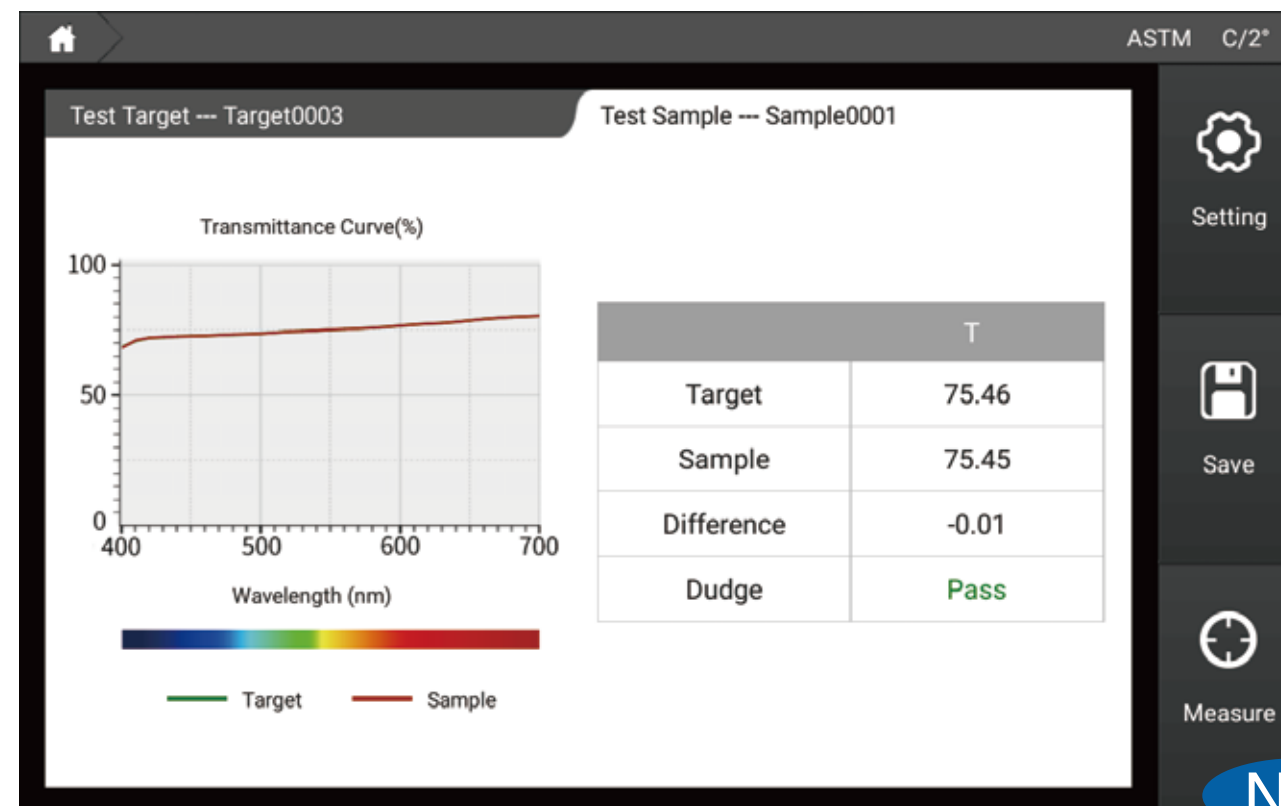 ASTM C/2°
Test Target --- Target0003
Test Sample --- Sample0001
Setting
Transmittance Curve(%)
100
50
0
400 500 600 700
Wavelength (nm)
Target Sample
T
Target 75.46
Sample 75.45
Difference -0.01
Dudge Pass
Save
Measure